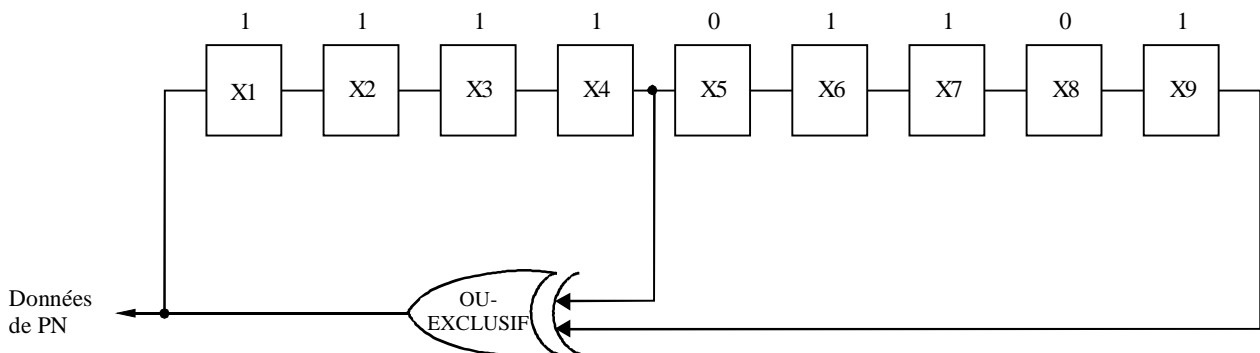 1 1 1 1 0 1 1 0 1
X1 X2 X3 X4 X5 X6 X7 X8 X9
Données
de PN
OU-
EXCLUSIF